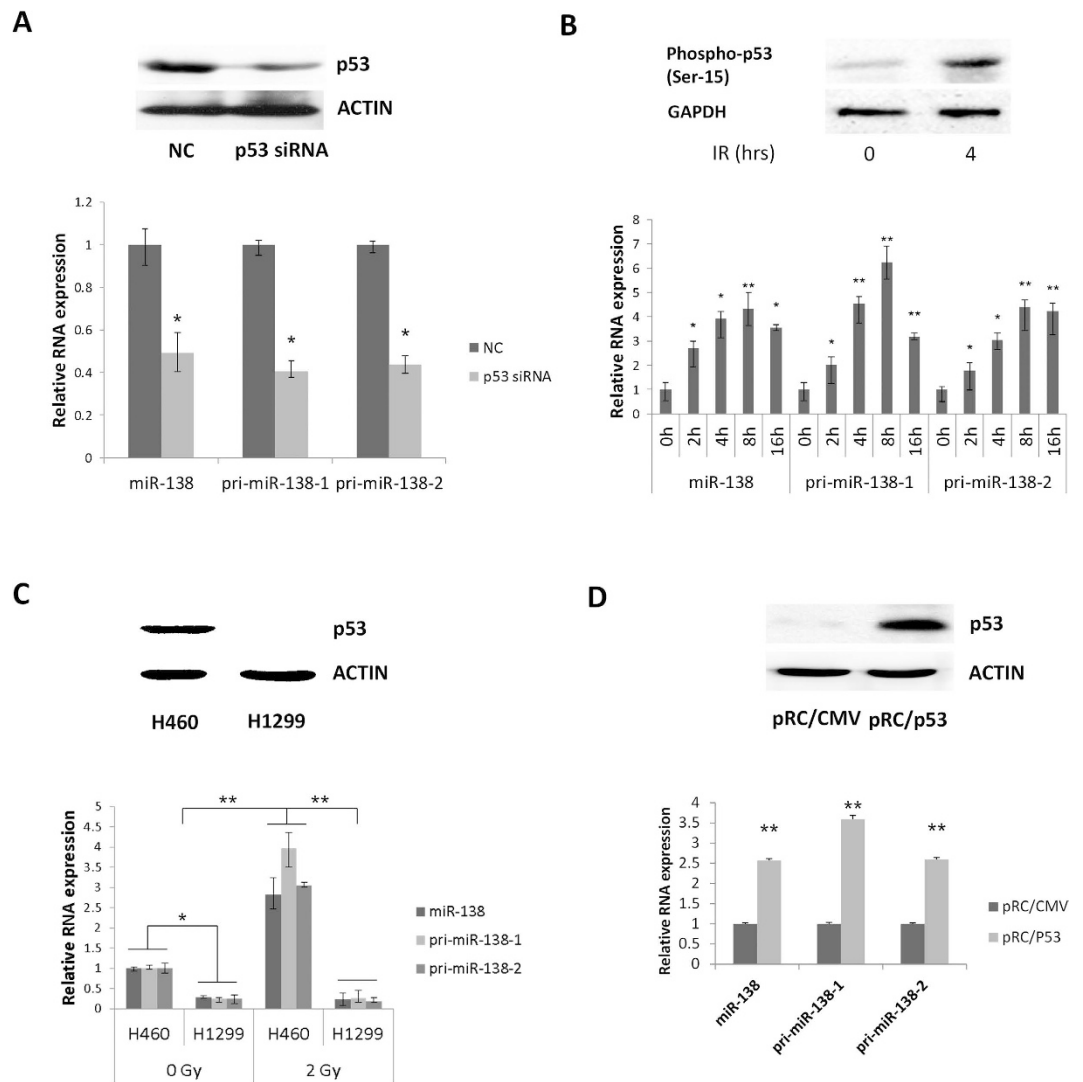 A
p53
ACTIN
NC p53 siRNA
Relative RNA expression
1.2
1
0.8
0.6
0.4
0.2
0
* * *
NC
p53 siRNA
miR-138 pri-miR-138-1 pri-miR-138-2
B
Phospho-p53
(Ser-15)
GAPDH
IR (hrs) 0 4
Relative RNA expression
8
7
6
5
4
3
2
1
0
* * ** * * ** ** ** * * ** **
0h 2h 4h 8h 16h 0h 2h 4h 8h 16h 0h 2h 4h 8h 16h
miR-138 pri-miR-138-1 pri-miR-138-2
C
p53
ACTIN
H460 H1299
Relative RNA expression
5
4.5
4
3.5
3
2.5
2
1.5
1
0.5
0
** **
*
miR-138
pri-miR-138-1
pri-miR-138-2
H460 H1299 H460 H1299
0 Gy 2 Gy
D
p53
ACTIN
pRC/CMV pRC/p53
Relative RNA expression
4
3.5
3
2.5
2
1.5
1
0.5
0
** ** **
pRC/CMV
pRC/P53
miR-138 pri-miR-138-1 pri-miR-138-2